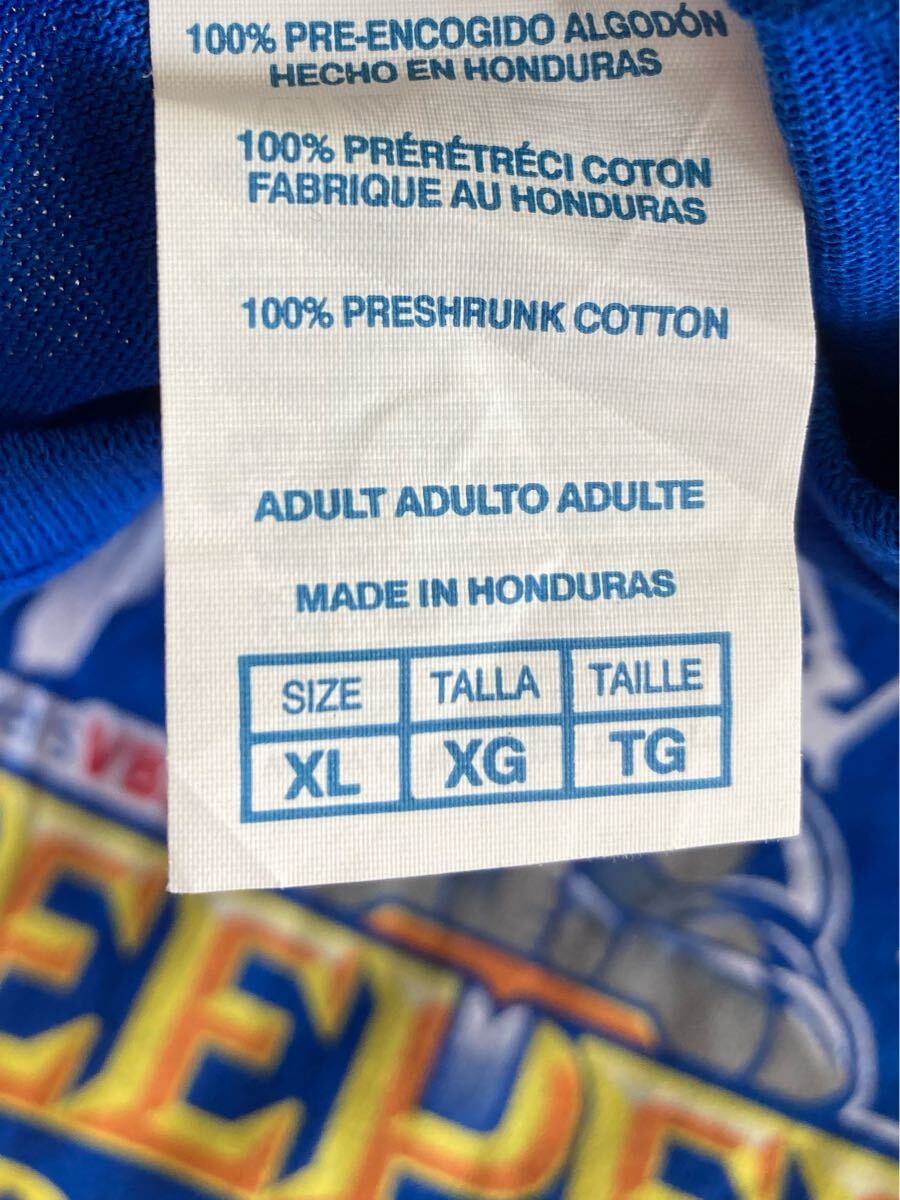 100% PRE-ENCOGIDO ALGODÓN
HECHO EN HONDURAS
100% PRÉRÉTRÉCI COTON
FABRIQUE AU HONDURAS
100% PRESHRUNK COTTON
ADULT ADULTO ADULTE
MADE IN HONDURAS
SIZE TALLA TAILLE
XL XG TG